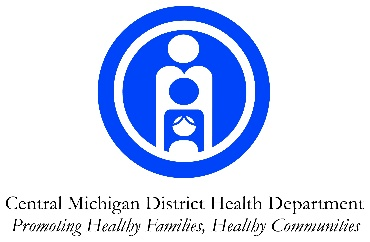 Central Michigan District Health Department
Promoting Healthy Families, Healthy Communities